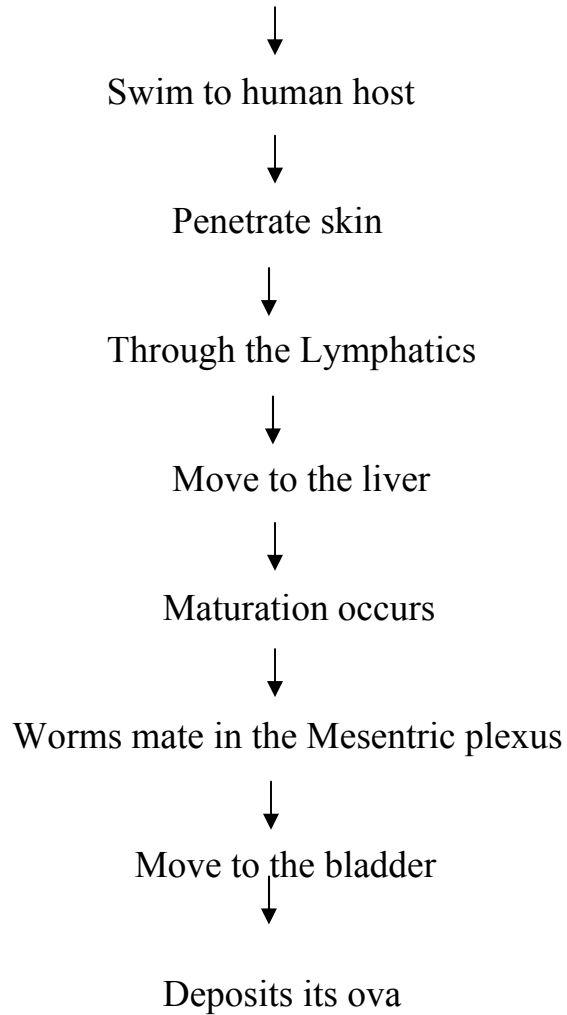 Swim to human host
Penetrate skin
Through the Lymphatics
Move to the liver
Maturation occurs
Worms mate in the Mesentric plexus
Move to the bladder
Deposits its ova